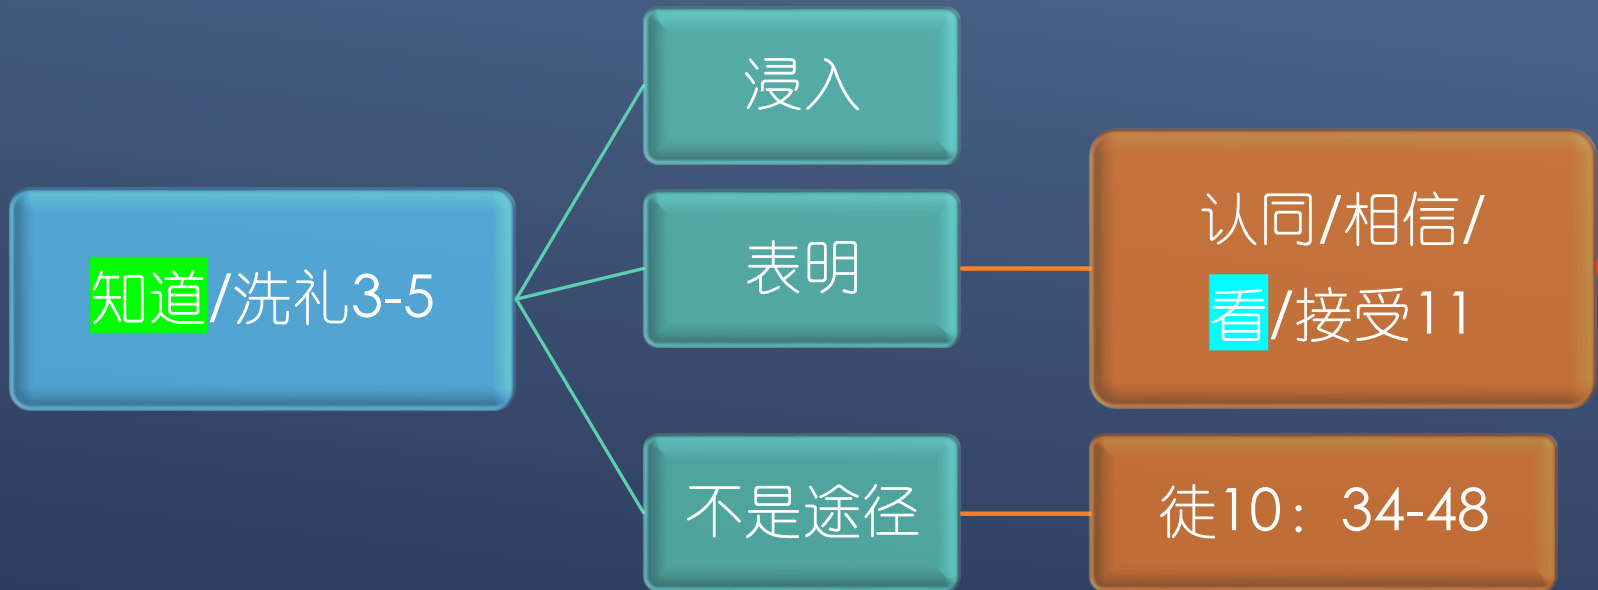 浸入
知道/洗礼3-5
表明
认同/相信/
看/接受11
不是途径
徒10：34-48